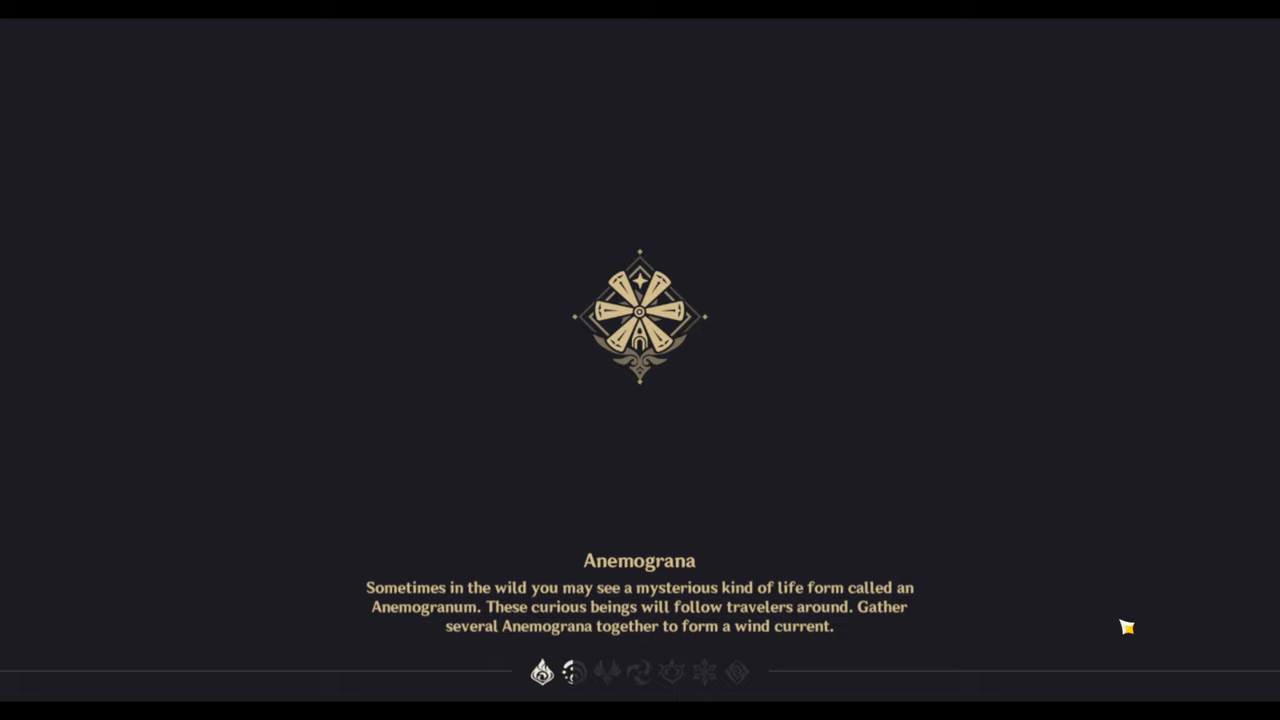 Anemograna
Sometimes in the wild you may see a mysterious kind of life form called an
Anemogranum. These curious beings will follow travelers around. Gather
several Anemograna together to form a wind current.